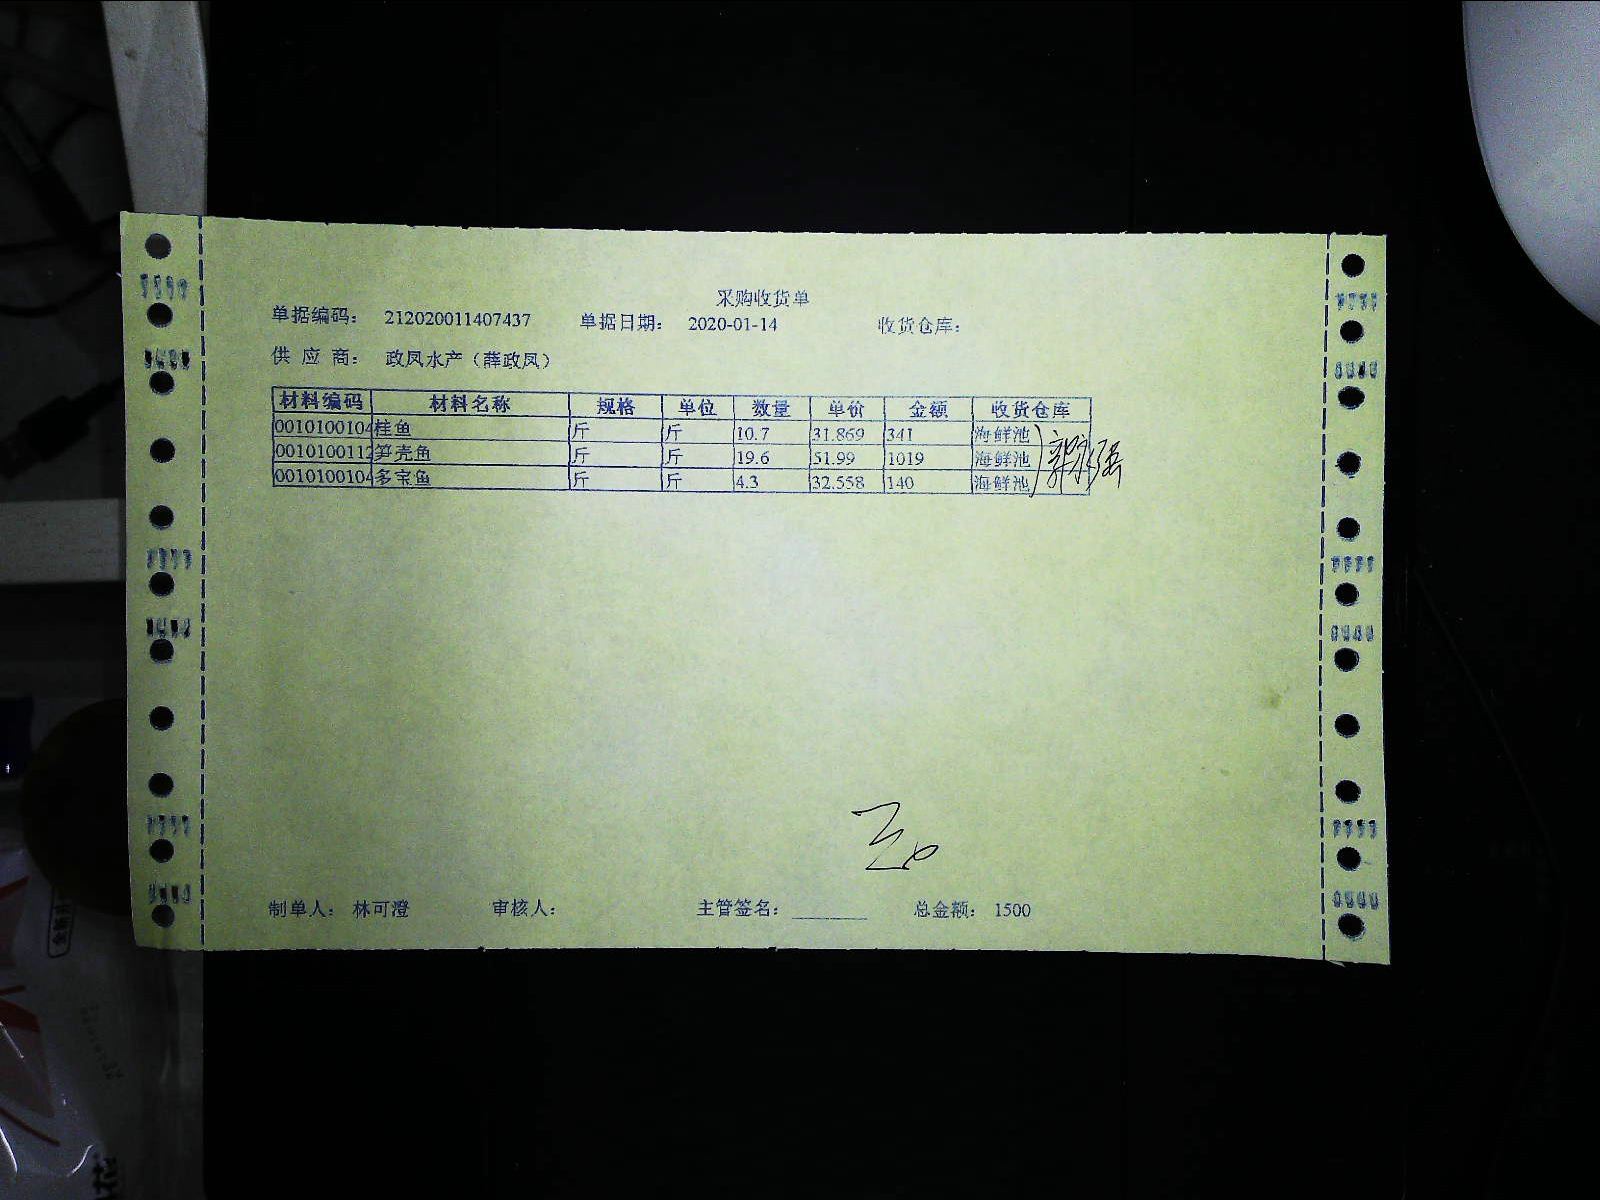 采购收货单
单据编码： 212020011407437 单据日期： 2020-01-14 收货仓库：
供 应 商： 政凤水产（薛政凤）
材料编码 材料名称 规格 单位 数量 单价 金额 收货仓库
0010100104 桂鱼 斤 斤 10.7 31.869 341 海鲜池
0010100112 笋壳鱼 斤 斤 19.6 51.99 1019 海鲜池
0010100104 多宝鱼 斤 斤 4.3 32.558 140 海鲜池
制单人： 林可澄 审核人： 主管签名： 总金额： 1500